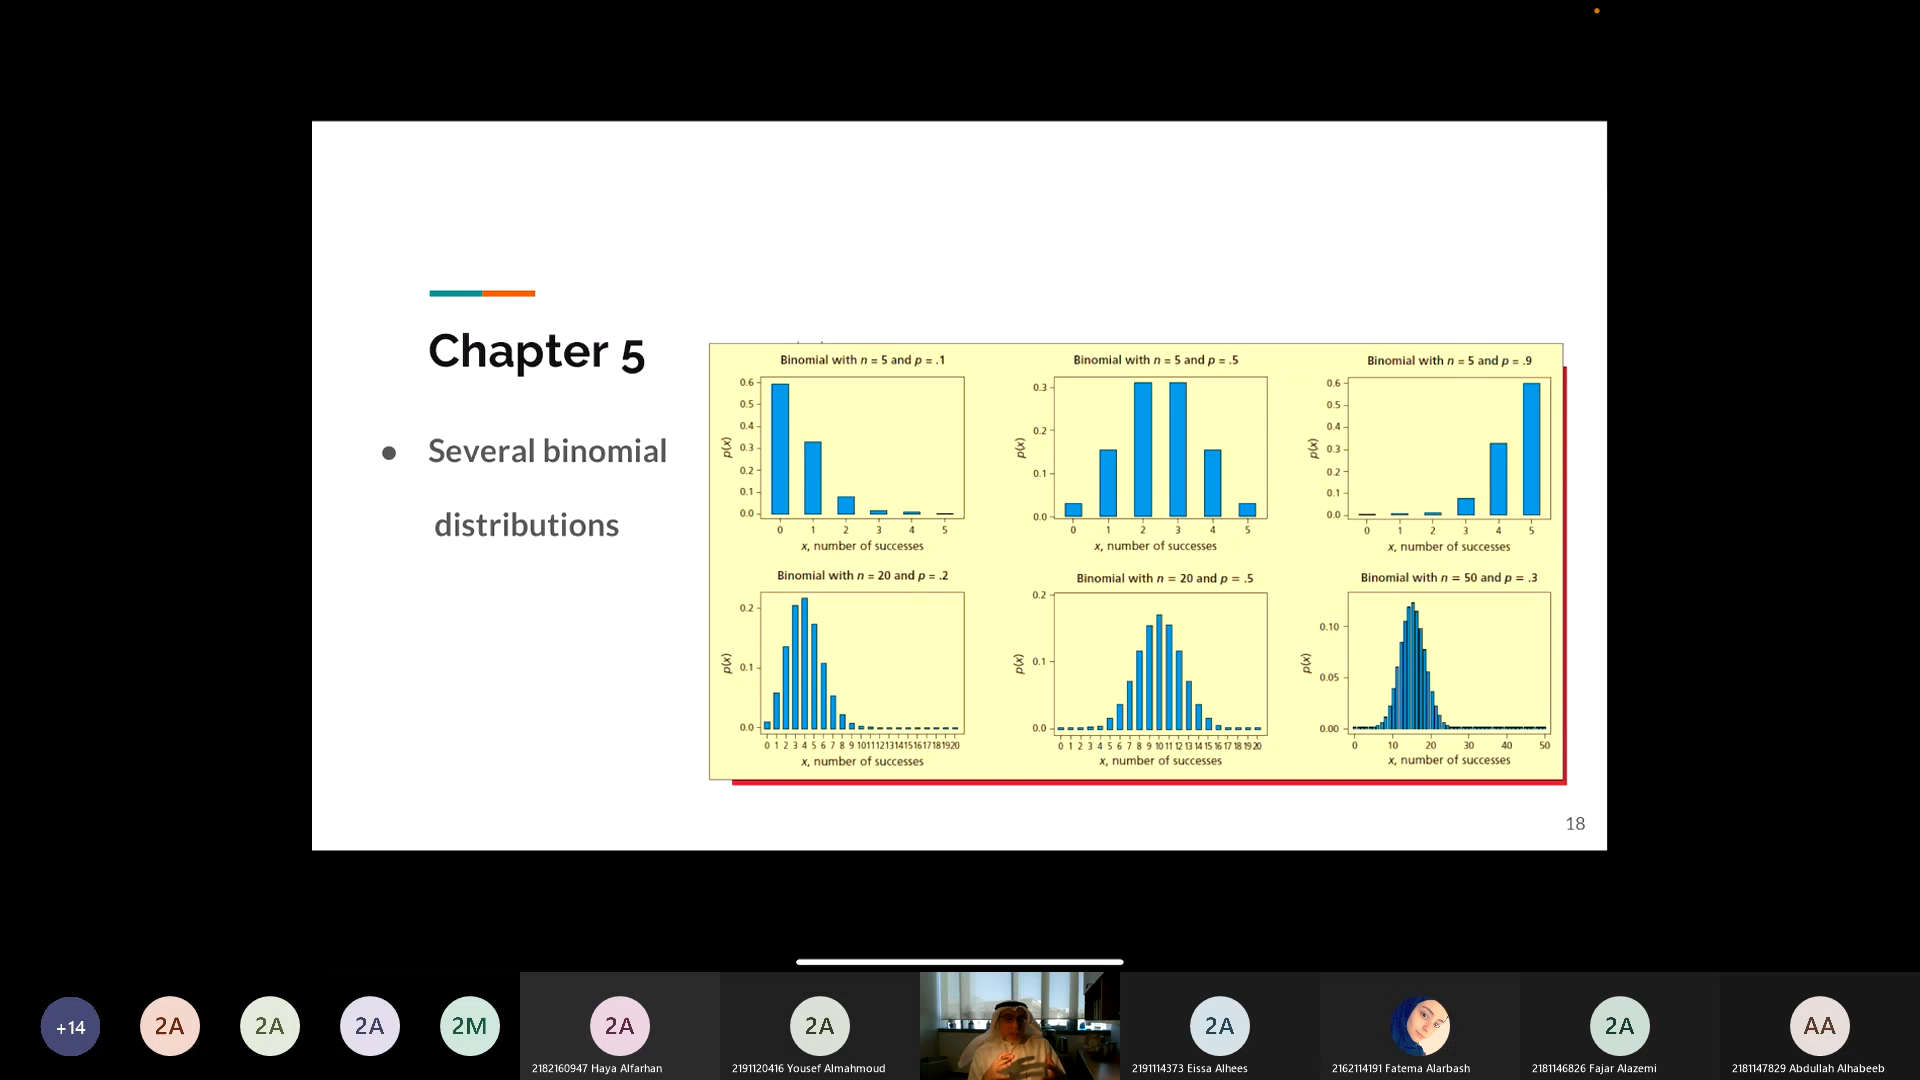 Chapter 5
● Several binomial
distributions
Binomial with n = 5 and p = .1
0.6
0.5
0.4
0.3
0.2
0.1
0.0
p(x)
0 1 2 3 4 5
x, number of successes
Binomial with n = 5 and p = .5
0.3
0.2
0.1
0.0
p(x)
0 1 2 3 4 5
x, number of successes
Binomial with n = 5 and p = .9
0.6
0.5
0.4
0.3
0.2
0.1
0.0
p(x)
0 1 2 3 4 5
x, number of successes
Binomial with n = 20 and p = .2
0.2
0.1
0.0
p(x)
0 1 2 3 4 5 6 7 8 9 10 11 12 13 14 15 16 17 18 19 20
x, number of successes
Binomial with n = 20 and p = .5
0.2
0.1
0.0
p(x)
0 1 2 3 4 5 6 7 8 9 10 11 12 13 14 15 16 17 18 19 20
x, number of successes
Binomial with n = 50 and p = .3
0.10
0.05
0.00
p(x)
0 10 20 30 40 50
x, number of successes
18
+14
2A
2A
2A
2M
2A
2182160947 Haya Alfarhan
2A
2191120416 Yousef Almahmoud
2A
2191114373 Eissa Alhees
2162114191 Fatema Alarbash
2A
2181146826 Fajar Alazemi
AA
2181147829 Abdullah Alhabeeb